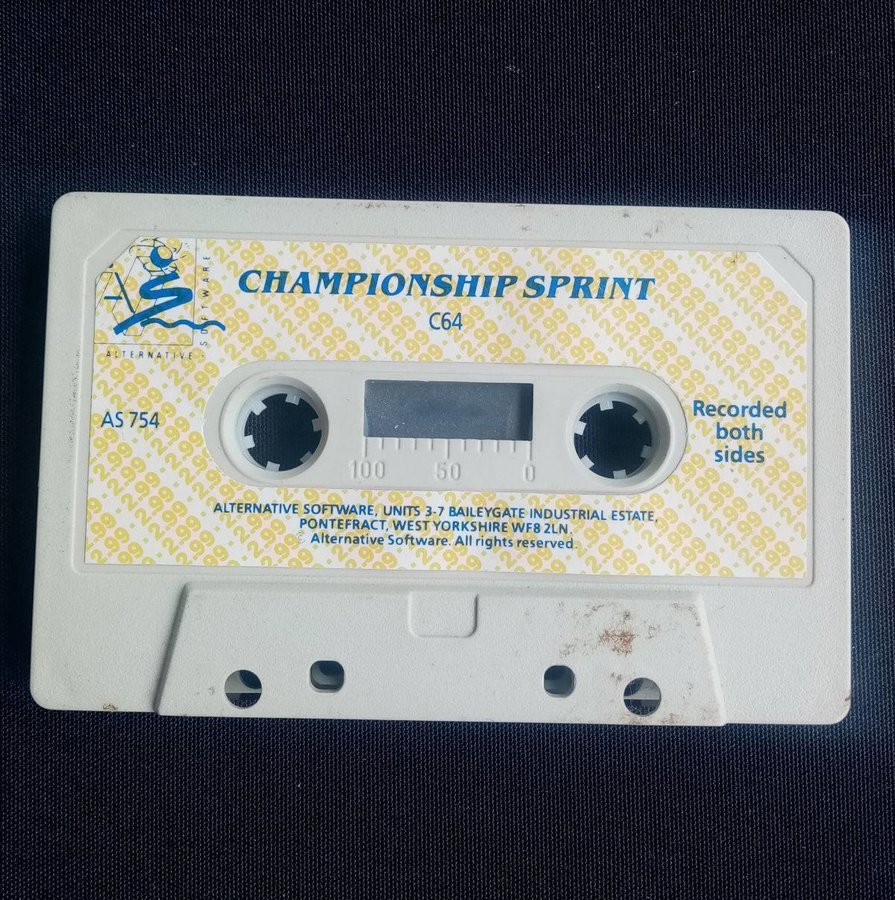 CHAMPIONSHIP SPRINT
C64
SOFTWARE
ALTERNATIVE
AS 754
Recorded
both
sides
100 50 0
ALTERNATIVE SOFTWARE, UNITS 3-7 BAILEYGATE INDUSTRIAL ESTATE,
PONTEFRACT, WEST YORKSHIRE WF8 2LN.
© Alternative Software. All rights reserved.